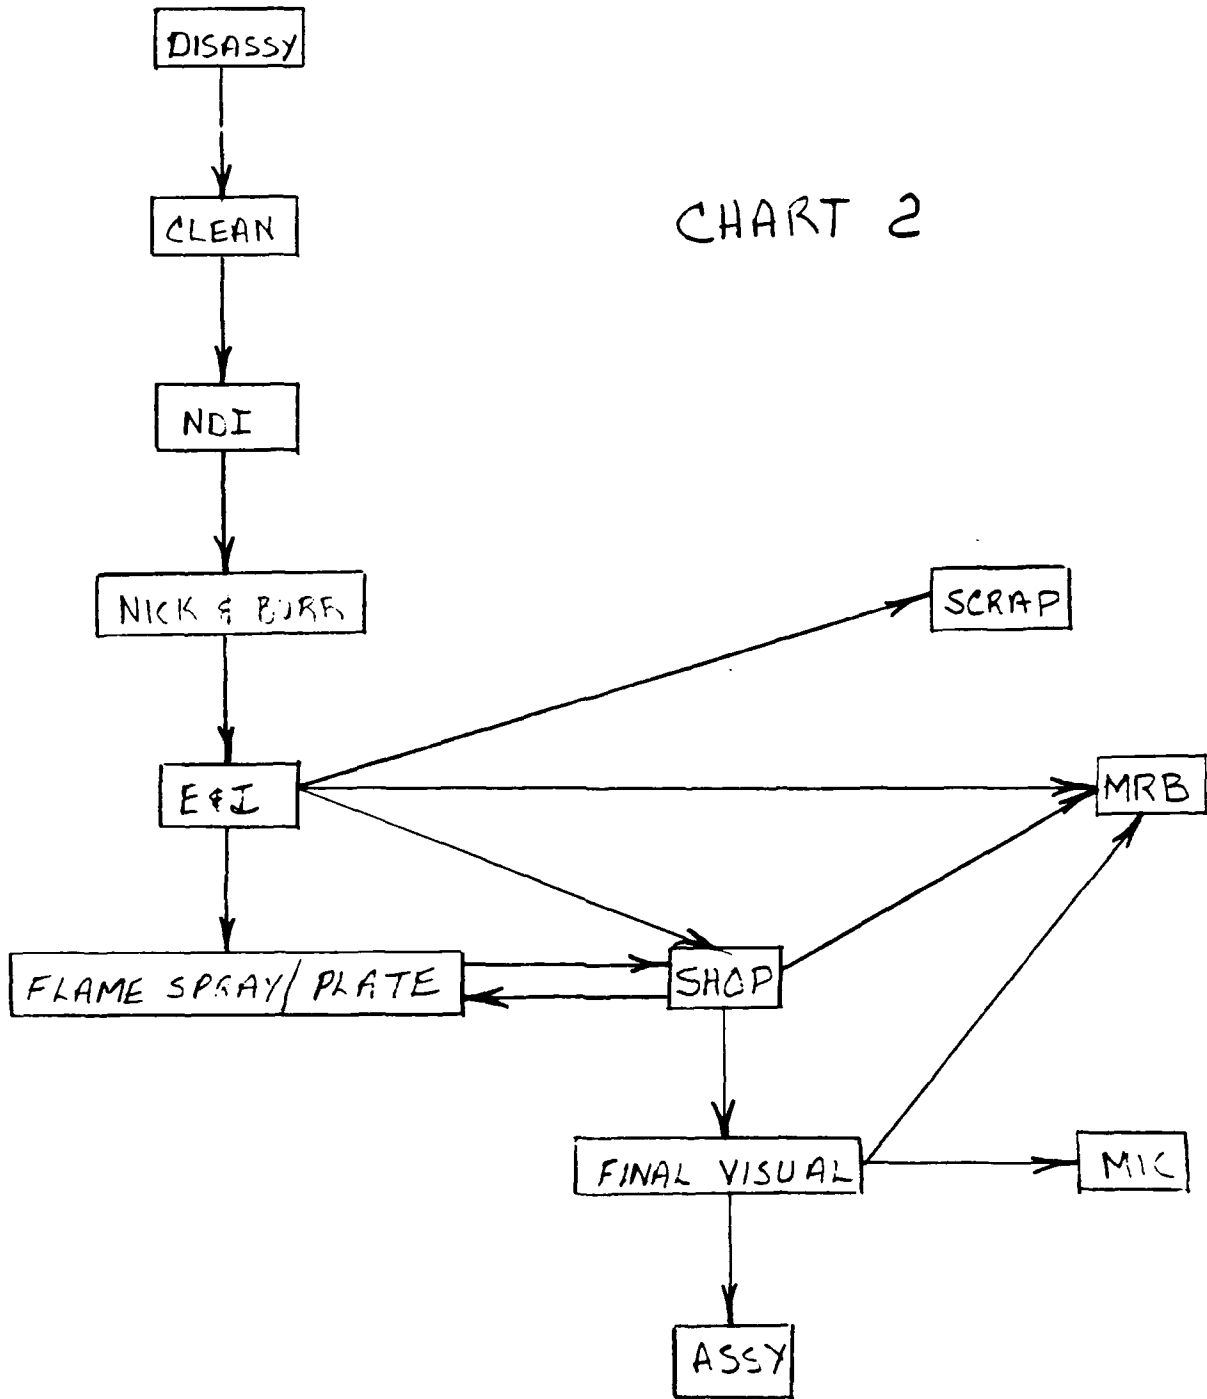 DISASSY
CLEAN
CHART 2
NDI
NICK & BURR
SCRAP
E&I
MRB
FLAME SPRAY/PLATE
SHOP
FINAL VISUAL
MIC
ASSY